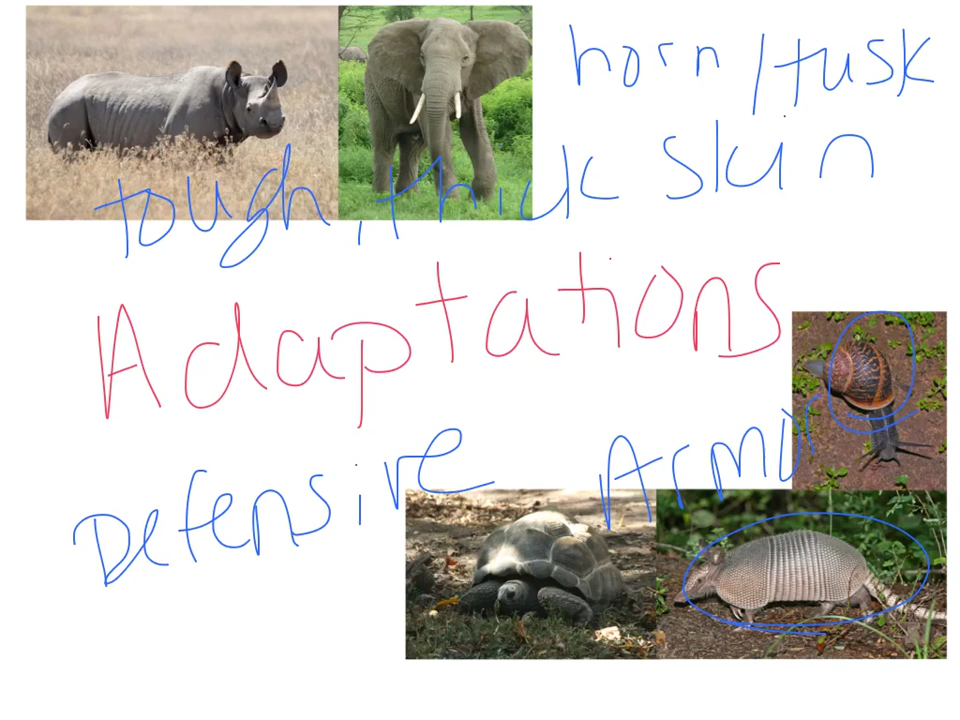 horn/tusk
tough, thick skin
Adaptations
Defensive Armor